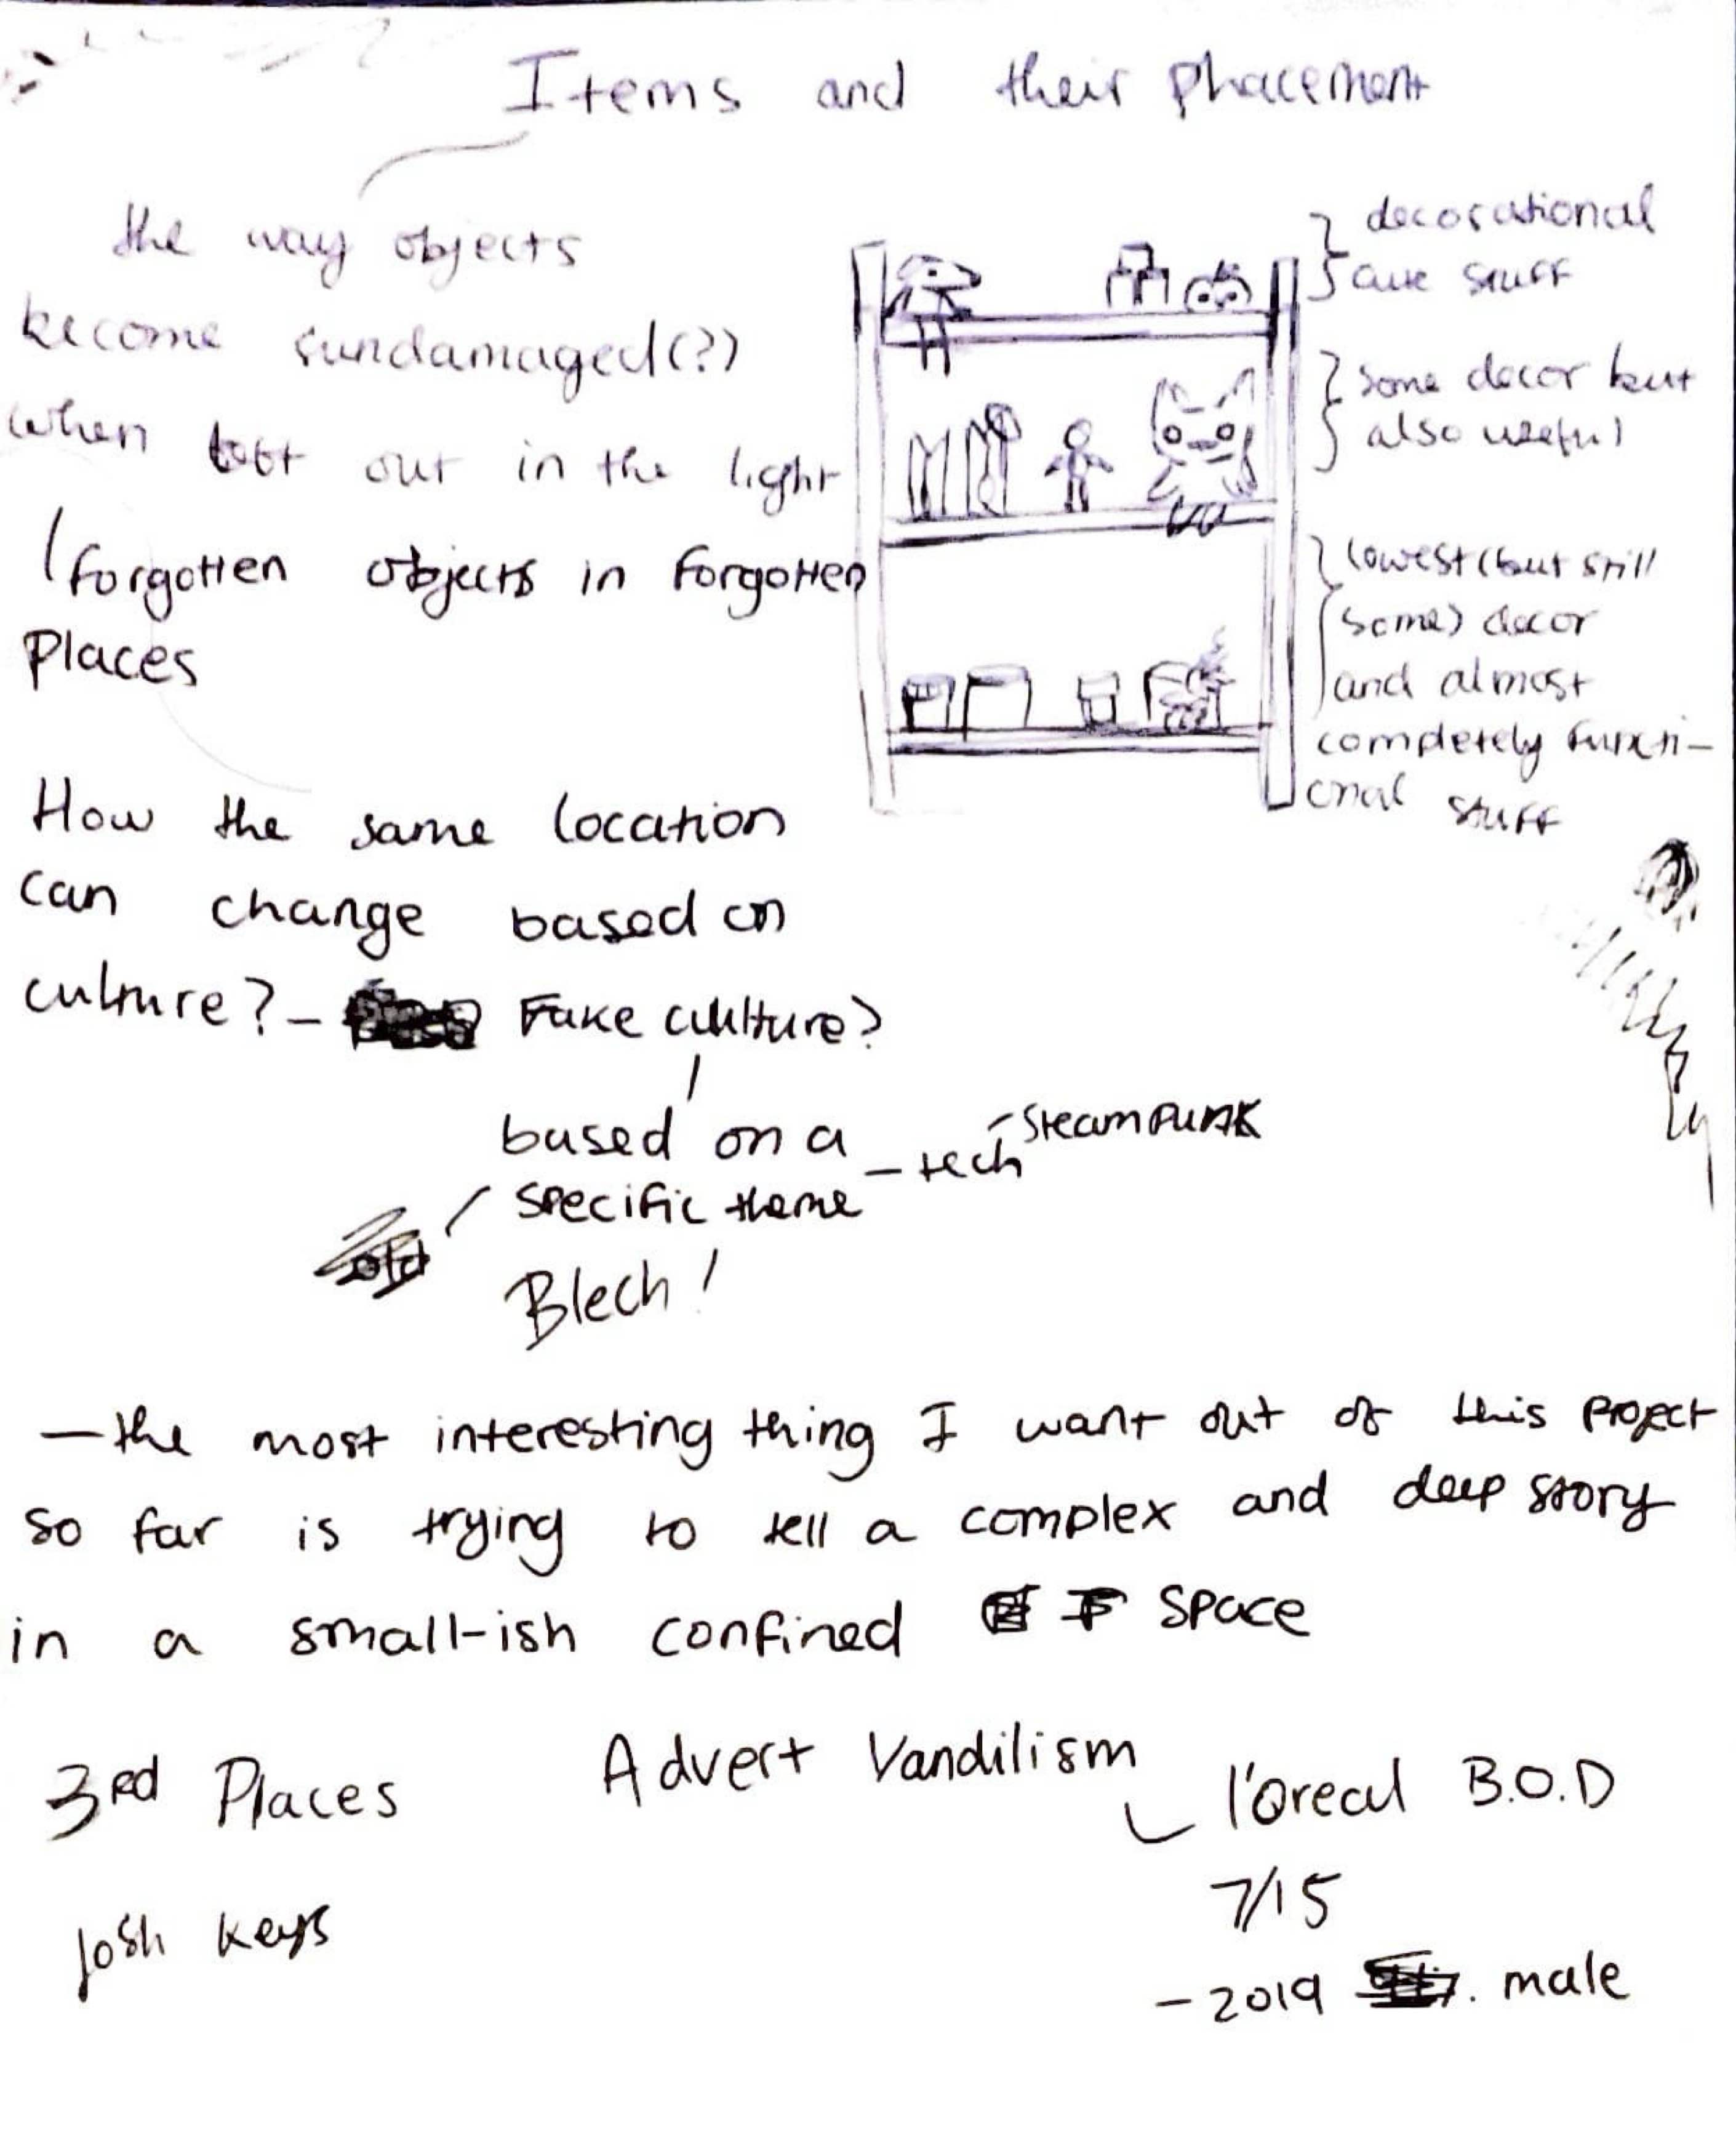 Items and their phacement
the way objects
become sundamaged(?)
when left out in the light
forgotten objects in forgotten
Places
} decorational
cute stuff
} some decor but
also useful
} lowest (but still
some) decor
and almost
completely functi-
onal stuff
How the same location
can change based on
culture? - Fake culture?
based on a
specific theme
- tech - steampunk
old
Blech!
- the most interesting thing I want out of this project
so far is trying to tell a complex and deep story
in a small-ish confined space
3rd Places
Advert Vandilism
l'Oreal B.O.D
7/15
- 2019 male
Josh Keys